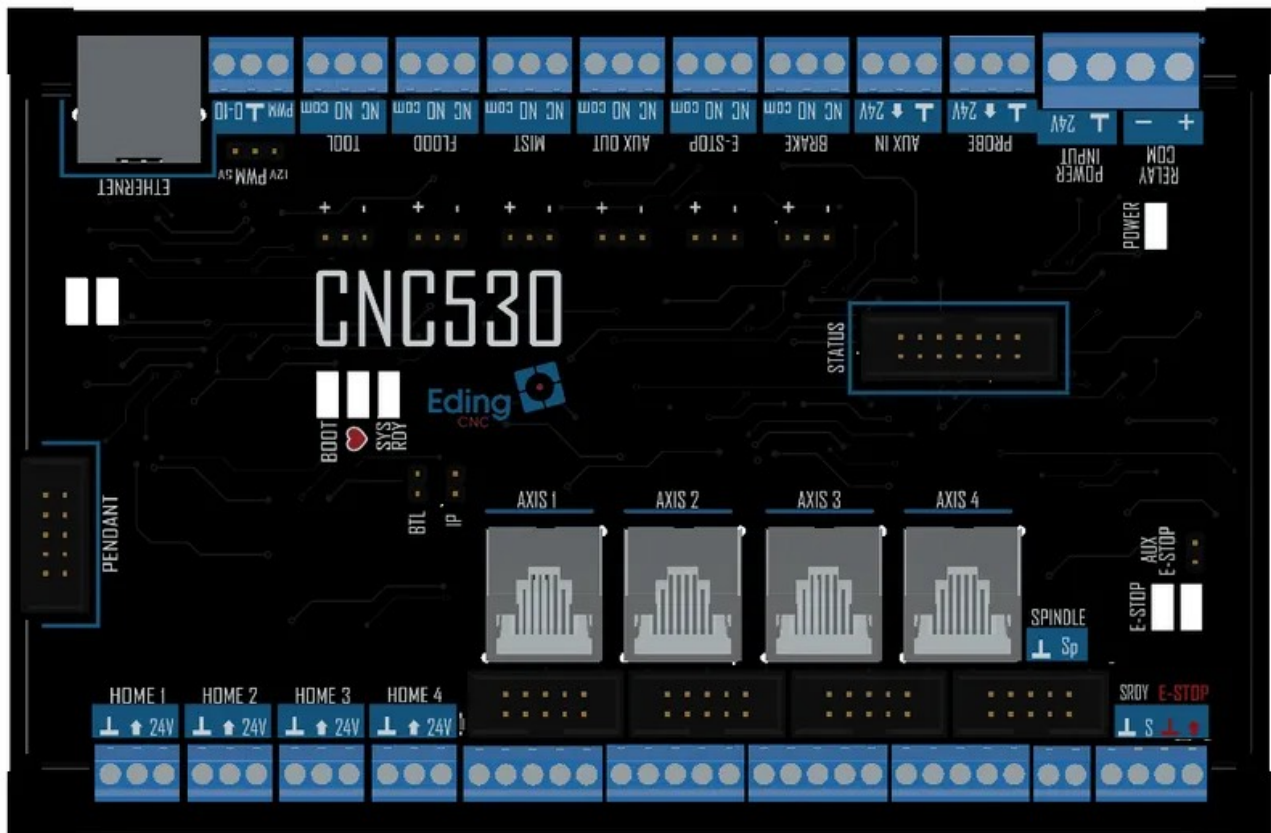 0-10 ⊥ PWM
com NO NC
com NO NC
com NO NC
com NO NC
com NO NC
com NO NC
24V ⬆ ⊥
24V ⬆ ⊥
24V ⊥
− +
ETHERNET
12V PWM 5V
TOOL
FLOOD
MIST
AUX OUT
E-STOP
BRAKE
AUX IN
PROBE
POWER INPUT
RELAY COM
+ -
+ -
+ -
+ -
+ -
+ -
POWER
CNC530
STATUS
Eding
CNC
BOOT
SYS
RDY
PENDANT
BTL
IP
AXIS 1
AXIS 2
AXIS 3
AXIS 4
AUX
E-STOP
E-STOP
SPINDLE
⊥ Sp
HOME 1
HOME 2
HOME 3
HOME 4
⊥ ⬆ 24V
⊥ ⬆ 24V
⊥ ⬆ 24V
⊥ ⬆ 24V
SRDY E-STOP
⊥ S ⊥ ⬆